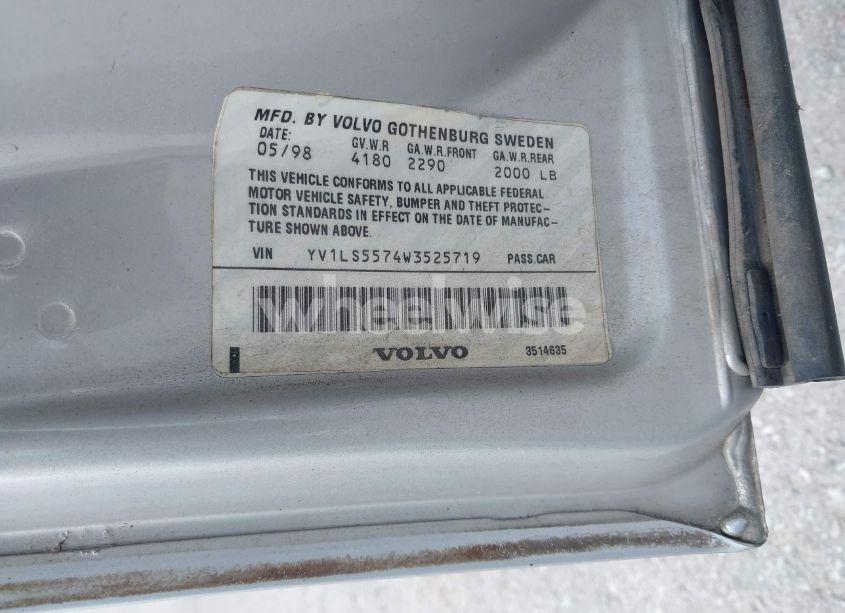 MFD. BY VOLVO GOTHENBURG SWEDEN
DATE: GV.W.R GA.W.R.FRONT GA.W.R.REAR
05/98 4180 2290 2000 LB
THIS VEHICLE CONFORMS TO ALL APPLICABLE FEDERAL
MOTOR VEHICLE SAFETY, BUMPER AND THEFT PROTEC-
TION STANDARDS IN EFFECT ON THE DATE OF MANUFAC-
TURE SHOWN ABOVE.
VIN YV1LS5574W3525719 PASS.CAR
wheelwise
VOLVO 3514635